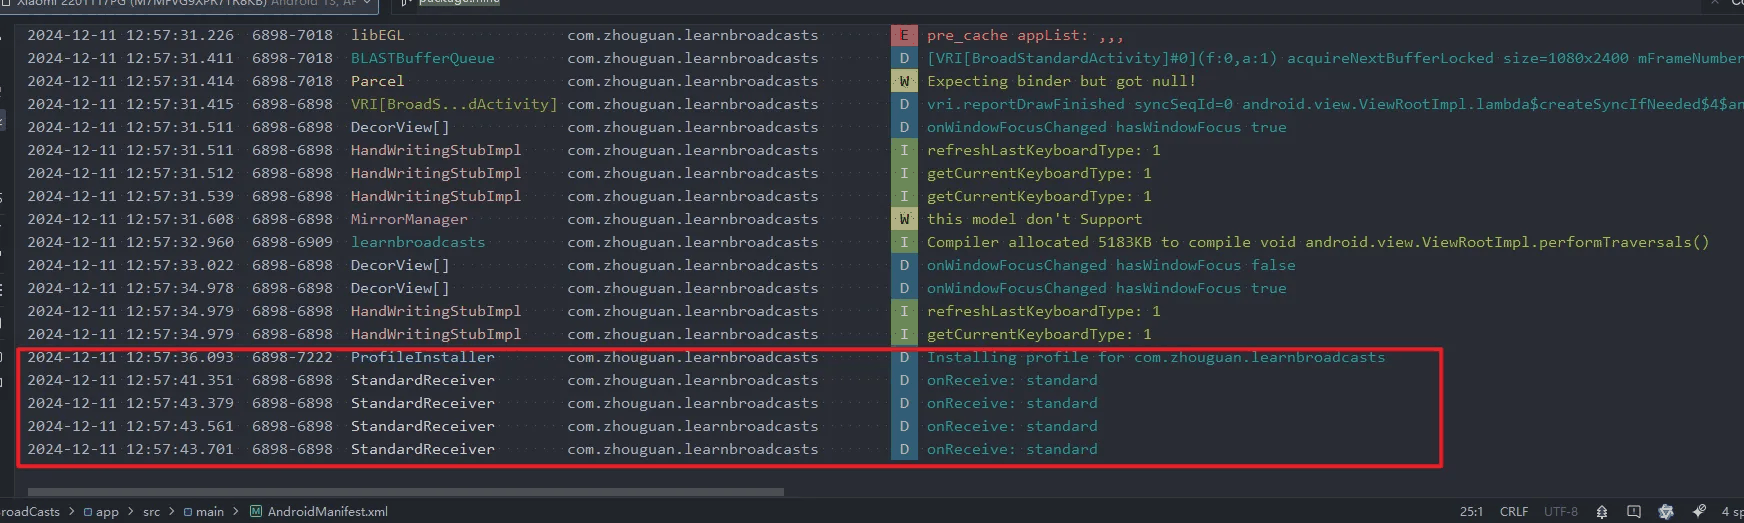 Xiaomi 2201117PG (M7MFVG9XPR7TR8KB) Android 13, AP package:mine
2024-12-11 12:57:31.226 6898-7018 libEGL com.zhouguan.learnbroadcasts E pre_cache appList: ,,,
2024-12-11 12:57:31.411 6898-7018 BLASTBufferQueue com.zhouguan.learnbroadcasts D [VRI[BroadStandardActivity]#0](f:0,a:1) acquireNextBufferLocked size=1080x2400 mFrameNumber
2024-12-11 12:57:31.414 6898-7018 Parcel com.zhouguan.learnbroadcasts W Expecting binder but got null!
2024-12-11 12:57:31.415 6898-6898 VRI[BroadS...dActivity] com.zhouguan.learnbroadcasts D vri.reportDrawFinished syncSeqId=0 android.view.ViewRootImpl.lambda$createSyncIfNeeded$4$an
2024-12-11 12:57:31.511 6898-6898 DecorView[] com.zhouguan.learnbroadcasts D onWindowFocusChanged hasWindowFocus true
2024-12-11 12:57:31.511 6898-6898 HandWritingStubImpl com.zhouguan.learnbroadcasts I refreshLastKeyboardType: 1
2024-12-11 12:57:31.512 6898-6898 HandWritingStubImpl com.zhouguan.learnbroadcasts I getCurrentKeyboardType: 1
2024-12-11 12:57:31.539 6898-6898 HandWritingStubImpl com.zhouguan.learnbroadcasts I getCurrentKeyboardType: 1
2024-12-11 12:57:31.608 6898-6898 MirrorManager com.zhouguan.learnbroadcasts W this model don't Support
2024-12-11 12:57:32.960 6898-6909 learnbroadcasts com.zhouguan.learnbroadcasts I Compiler allocated 5183KB to compile void android.view.ViewRootImpl.performTraversals()
2024-12-11 12:57:33.022 6898-6898 DecorView[] com.zhouguan.learnbroadcasts D onWindowFocusChanged hasWindowFocus false
2024-12-11 12:57:34.978 6898-6898 DecorView[] com.zhouguan.learnbroadcasts D onWindowFocusChanged hasWindowFocus true
2024-12-11 12:57:34.979 6898-6898 HandWritingStubImpl com.zhouguan.learnbroadcasts I refreshLastKeyboardType: 1
2024-12-11 12:57:34.979 6898-6898 HandWritingStubImpl com.zhouguan.learnbroadcasts I getCurrentKeyboardType: 1
2024-12-11 12:57:36.093 6898-7222 ProfileInstaller com.zhouguan.learnbroadcasts D Installing profile for com.zhouguan.learnbroadcasts
2024-12-11 12:57:41.351 6898-6898 StandardReceiver com.zhouguan.learnbroadcasts D onReceive: standard
2024-12-11 12:57:43.379 6898-6898 StandardReceiver com.zhouguan.learnbroadcasts D onReceive: standard
2024-12-11 12:57:43.561 6898-6898 StandardReceiver com.zhouguan.learnbroadcasts D onReceive: standard
2024-12-11 12:57:43.701 6898-6898 StandardReceiver com.zhouguan.learnbroadcasts D onReceive: standard
roadCasts > app > src > main > AndroidManifest.xml 25:1 CRLF UTF-8 4 sp